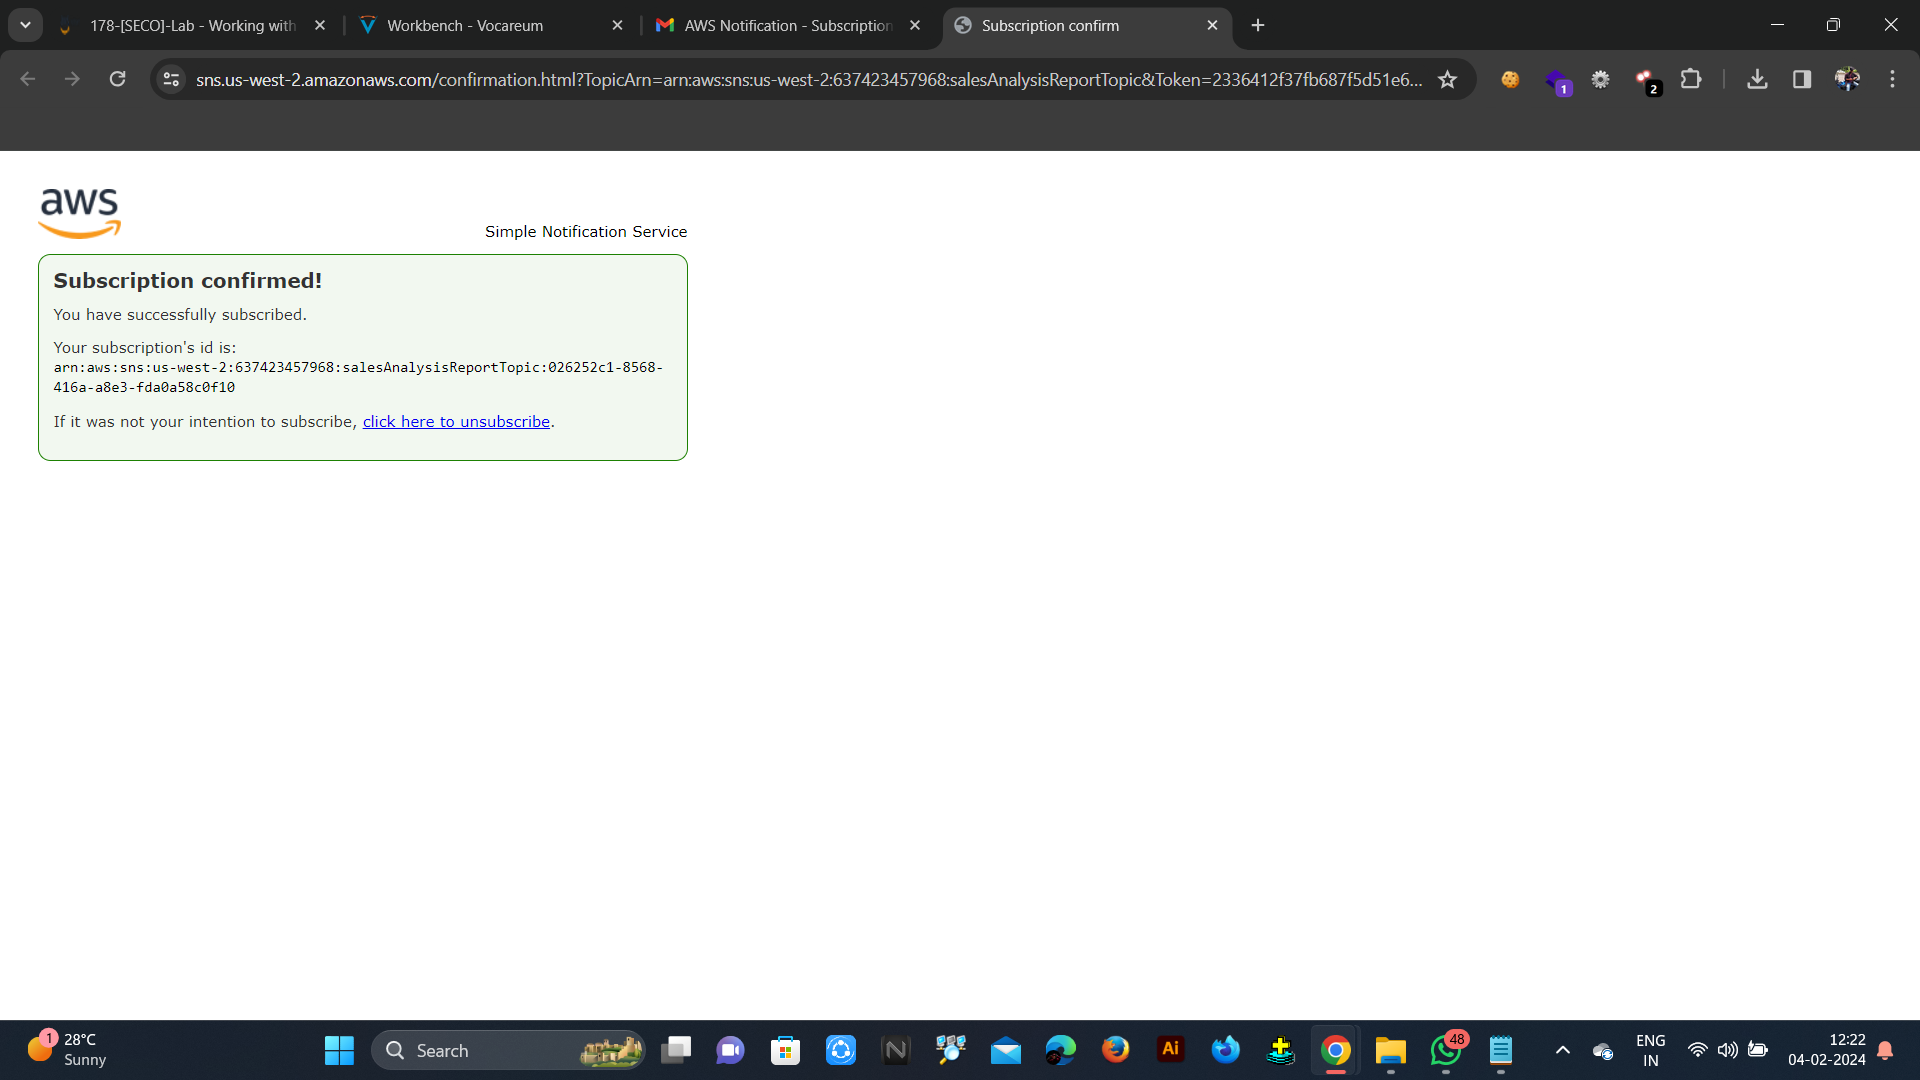 178-[SECO]-Lab - Working with
Workbench - Vocareum
AWS Notification - Subscription
Subscription confirm
sns.us-west-2.amazonaws.com/confirmation.html?TopicArn=arn:aws:sns:us-west-2:637423457968:salesAnalysisReportTopic&Token=2336412f37fb687f5d51e6...
1
2
aws
Simple Notification Service
Subscription confirmed!
You have successfully subscribed.
Your subscription's id is:
arn:aws:sns:us-west-2:637423457968:salesAnalysisReportTopic:026252c1-8568-
416a-a8e3-fda0a58c0f10
If it was not your intention to subscribe, click here to unsubscribe.
1
28°C
Sunny
Search
Ai
48
ENG
IN
12:22
04-02-2024